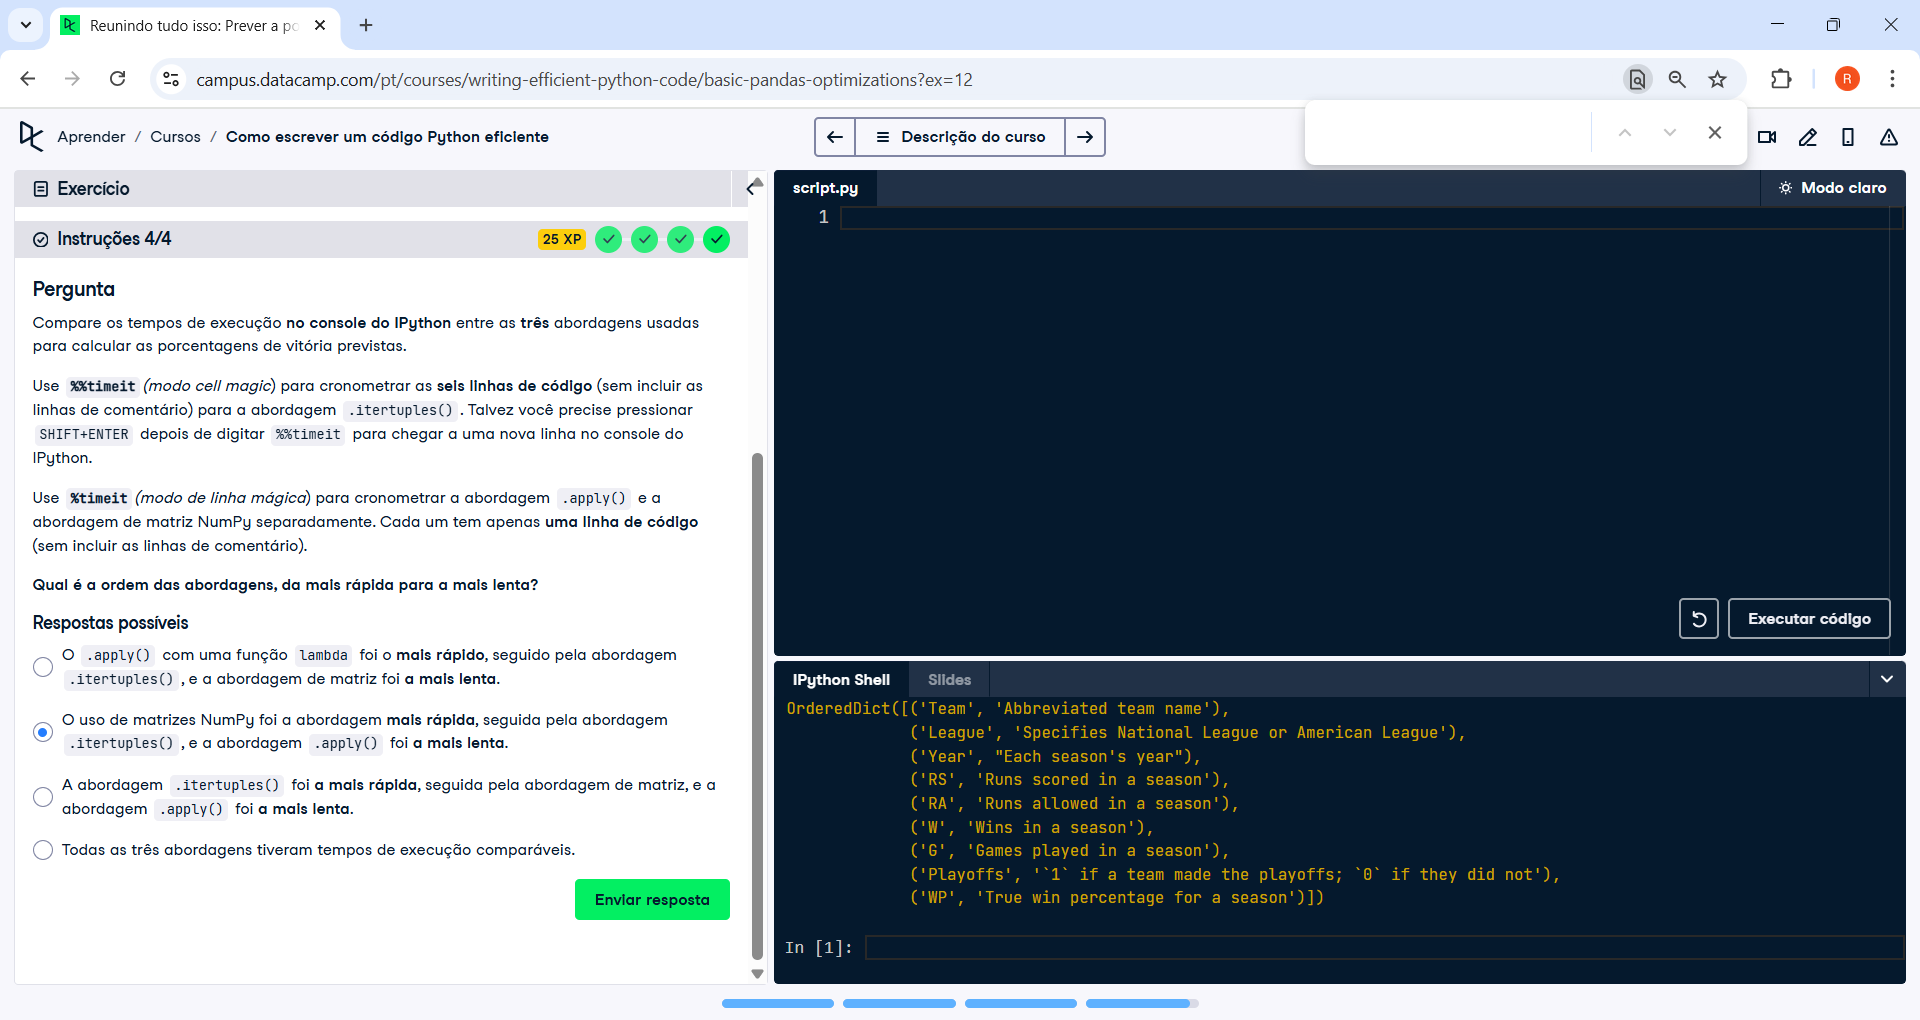 Reunindo tudo isso: Prever a po
campus.datacamp.com/pt/courses/writing-efficient-python-code/basic-pandas-optimizations?ex=12
R
Aprender / Cursos / Como escrever um código Python eficiente
Descrição do curso
Exercício
Instruções 4/4
25 XP
Pergunta
Compare os tempos de execução no console do IPython entre as três abordagens usadas
para calcular as porcentagens de vitória previstas.
Use %%timeit (modo cell magic) para cronometrar as seis linhas de código (sem incluir as
linhas de comentário) para a abordagem .itertuples() . Talvez você precise pressionar
SHIFT+ENTER depois de digitar %%timeit para chegar a uma nova linha no console do
IPython.
Use %timeit (modo de linha mágica) para cronometrar a abordagem .apply() e a
abordagem de matriz NumPy separadamente. Cada um tem apenas uma linha de código
(sem incluir as linhas de comentário).
Qual é a ordem das abordagens, da mais rápida para a mais lenta?
Respostas possíveis
O .apply() com uma função lambda foi o mais rápido, seguido pela abordagem
.itertuples() , e a abordagem de matriz foi a mais lenta.
O uso de matrizes NumPy foi a abordagem mais rápida, seguida pela abordagem
.itertuples() , e a abordagem .apply() foi a mais lenta.
A abordagem .itertuples() foi a mais rápida, seguida pela abordagem de matriz, e a
abordagem .apply() foi a mais lenta.
Todas as três abordagens tiveram tempos de execução comparáveis.
Enviar resposta
script.py
Modo claro
1
Executar código
IPython Shell
Slides
OrderedDict([('Team', 'Abbreviated team name'),
('League', 'Specifies National League or American League'),
('Year', "Each season's year"),
('RS', 'Runs scored in a season'),
('RA', 'Runs allowed in a season'),
('W', 'Wins in a season'),
('G', 'Games played in a season'),
('Playoffs', '`1` if a team made the playoffs; `0` if they did not'),
('WP', 'True win percentage for a season')])
In [1]: